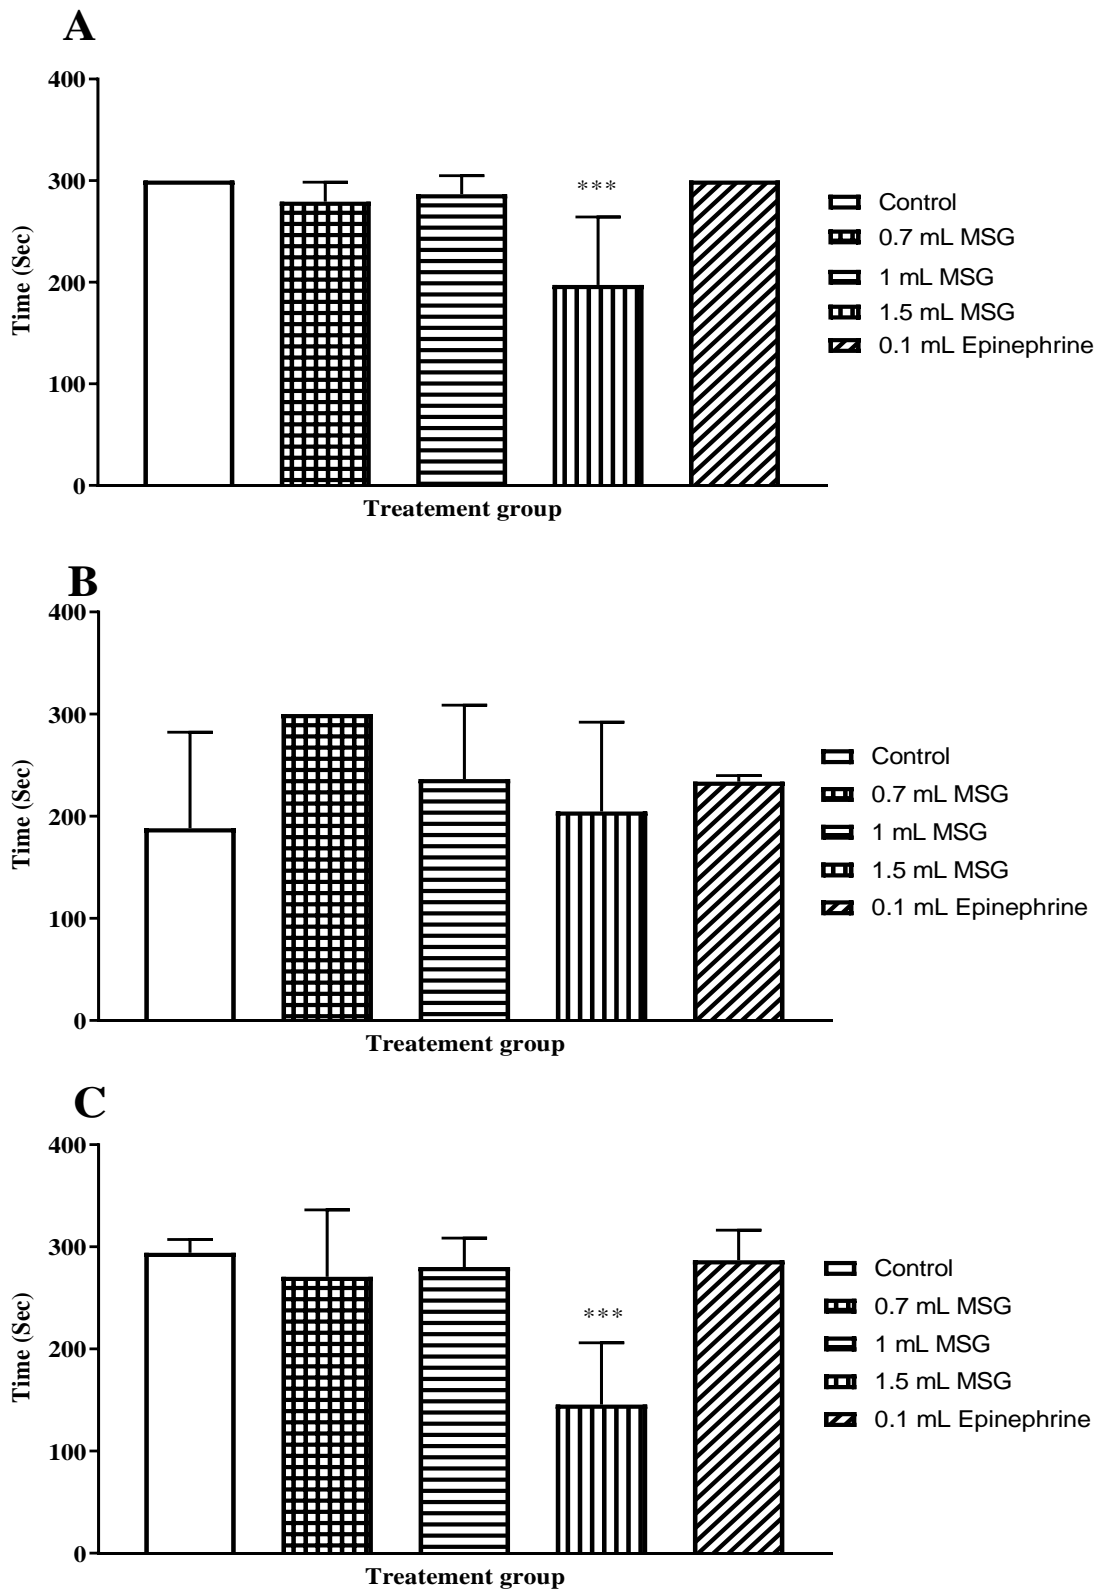 A
400
300
200
100
0
Time (Sec)
***
Control
0.7 mL MSG
1 mL MSG
1.5 mL MSG
0.1 mL Epinephrine
Treatement group
B
400
300
200
100
0
Time (Sec)
Control
0.7 mL MSG
1 mL MSG
1.5 mL MSG
0.1 mL Epinephrine
Treatement group
C
400
300
200
100
0
Time (Sec)
***
Control
0.7 mL MSG
1 mL MSG
1.5 mL MSG
0.1 mL Epinephrine
Treatement group